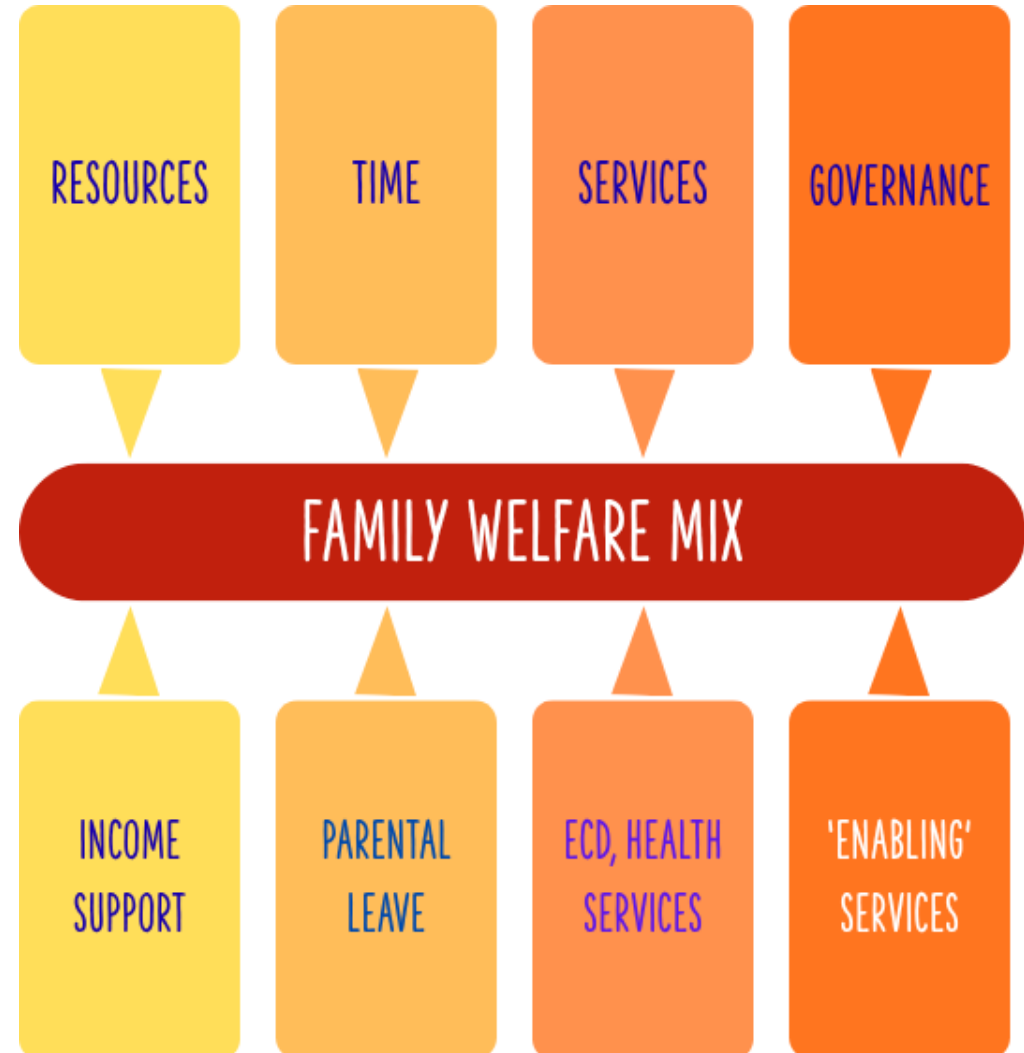 RESOURCES
TIME
SERVICES
GOVERNANCE
FAMILY WELFARE MIX
INCOME
SUPPORT
PARENTAL
LEAVE
ECD, HEALTH
SERVICES
'ENABLING'
SERVICES